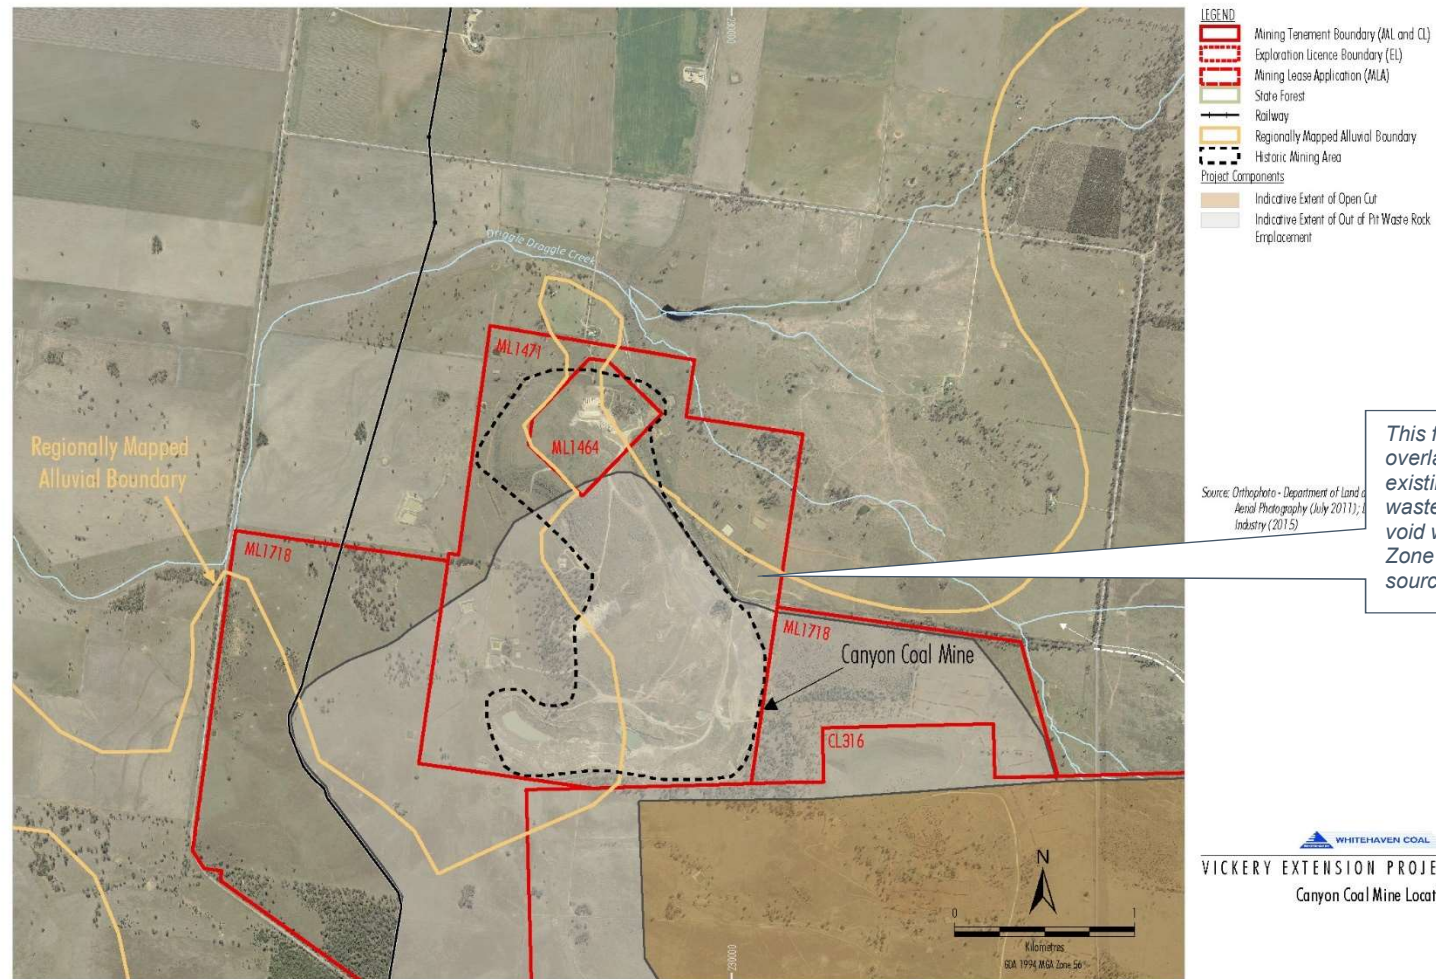 LEGEND
Mining Tenement Boundary (ML and CL)
Exploration Licence Boundary (EL)
Mining Lease Application (MLA)
State Forest
Railway
Regionally Mapped Alluvial Boundary
Historic Mining Area
Project Components
Indicative Extent of Open Cut
Indicative Extent of Out of Pit Waste Rock
Emplacement
230000
Driggle Draggle Creek
ML1471
ML1464
Regionally Mapped
Alluvial Boundary
ML1718
ML1718
Canyon Coal Mine
CL316
This
overla
existin
waste
void
Zone
sourc
Source: Orthophoto - Department of Land
Aerial Photography (July 2011);
Industry (2015)
N
0 1
Kilometres
GDA 1994 MGA Zone 56
230000
WHITEHAVEN COAL
VICKERY EXTENSION PROJE
Canyon Coal Mine Locat